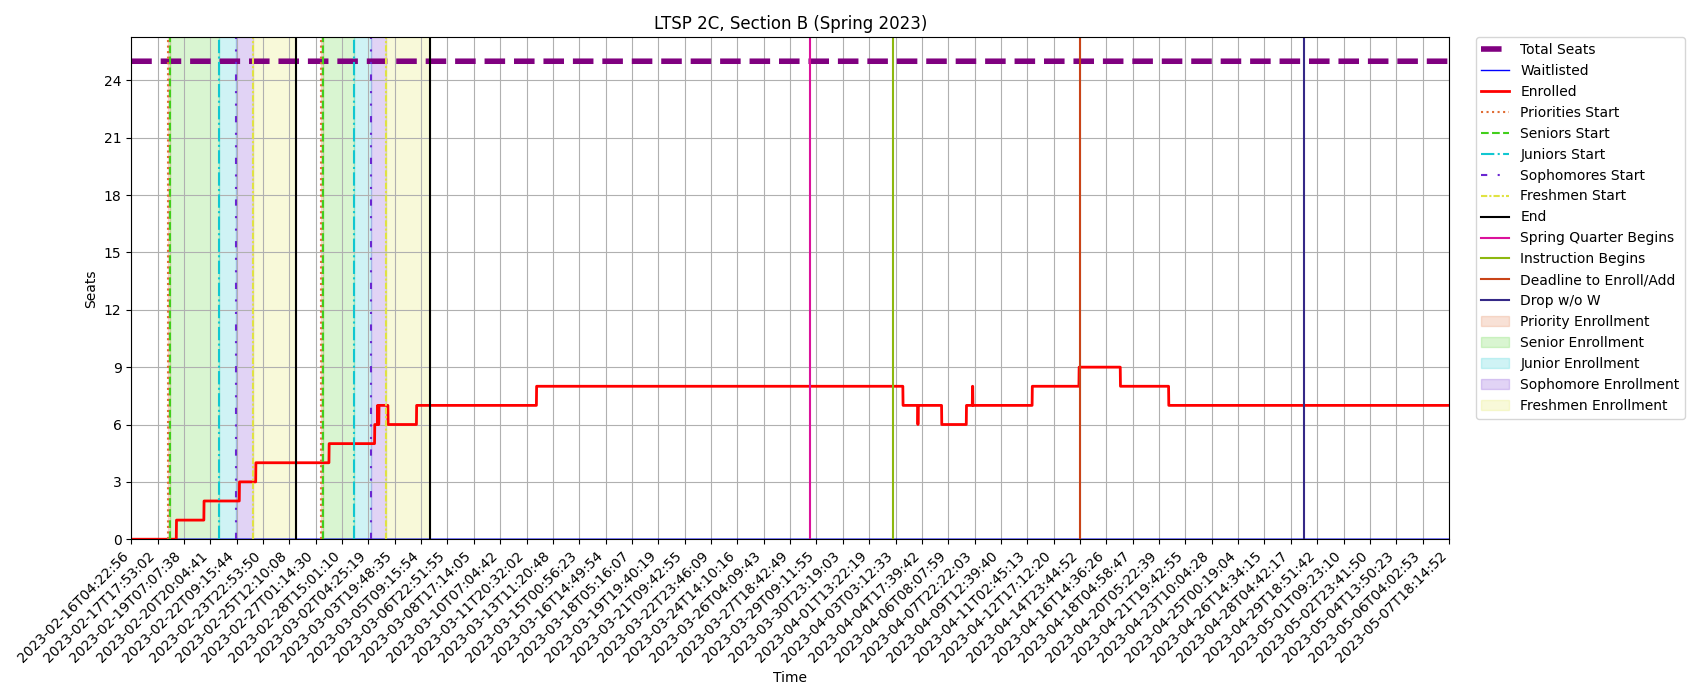 LTSP 2C, Section B (Spring 2023)
Seats
24
21
18
15
12
9
6
3
0
2023-02-16T04:22:56
2023-02-17T17:53:02
2023-02-19T07:07:38
2023-02-20T20:04:41
2023-02-22T09:15:44
2023-02-23T22:53:50
2023-02-25T12:10:08
2023-02-27T01:14:30
2023-02-28T15:01:10
2023-03-02T04:25:19
2023-03-03T19:48:35
2023-03-05T09:15:54
2023-03-06T22:51:55
2023-03-08T17:14:05
2023-03-10T07:04:42
2023-03-11T20:32:02
2023-03-13T11:20:48
2023-03-15T00:56:23
2023-03-16T14:49:54
2023-03-18T05:16:07
2023-03-19T19:40:19
2023-03-21T09:42:55
2023-03-22T23:46:09
2023-03-24T14:10:16
2023-03-26T04:09:43
2023-03-27T18:42:49
2023-03-29T09:11:55
2023-03-30T23:19:03
2023-04-01T13:22:19
2023-04-03T03:12:33
2023-04-04T17:39:42
2023-04-06T08:07:59
2023-04-07T22:22:03
2023-04-09T12:39:40
2023-04-11T02:45:13
2023-04-12T17:12:20
2023-04-14T23:44:52
2023-04-16T14:36:26
2023-04-18T04:58:47
2023-04-20T05:22:39
2023-04-21T19:42:55
2023-04-23T10:04:28
2023-04-25T00:19:04
2023-04-26T14:34:15
2023-04-28T04:42:17
2023-04-29T18:51:42
2023-05-01T09:23:10
2023-05-02T23:41:50
2023-05-04T13:50:23
2023-05-06T04:02:53
2023-05-07T18:14:52
Time
Total Seats
Waitlisted
Enrolled
Priorities Start
Seniors Start
Juniors Start
Sophomores Start
Freshmen Start
End
Spring Quarter Begins
Instruction Begins
Deadline to Enroll/Add
Drop w/o W
Priority Enrollment
Senior Enrollment
Junior Enrollment
Sophomore Enrollment
Freshmen Enrollment